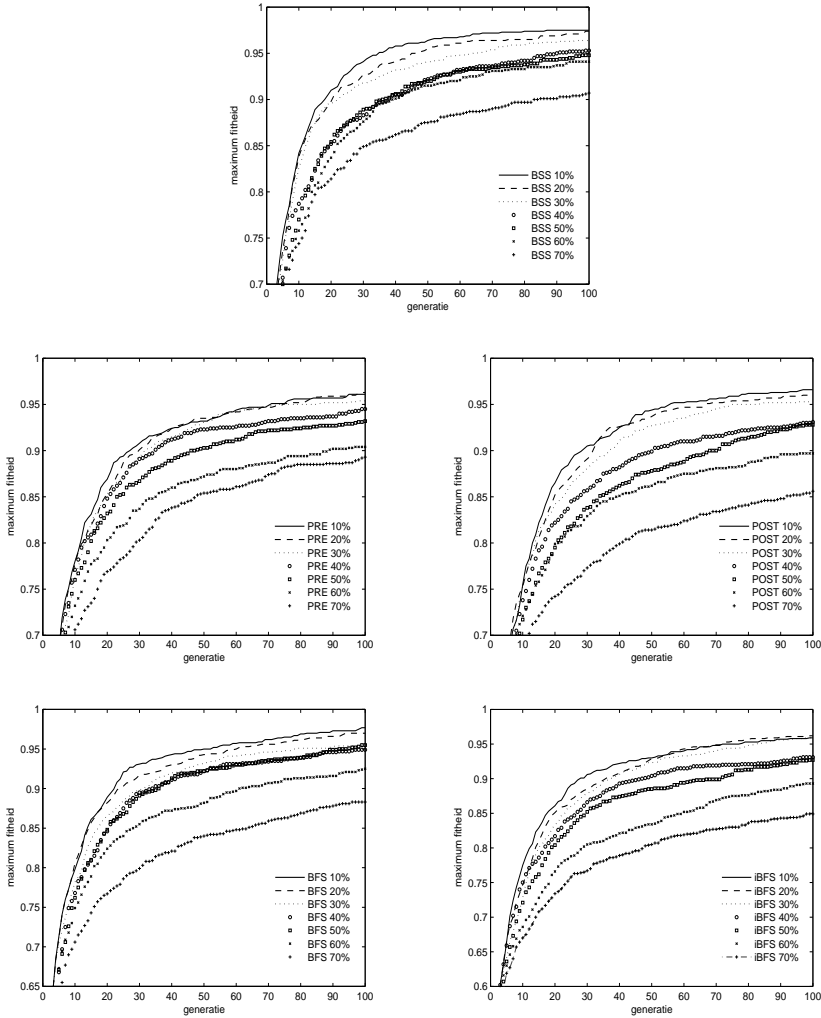 1
0.95
0.9
0.85
0.8
0.75
0.7
maximum fitheid
0 10 20 30 40 50 60 70 80 90 100
generatie
BSS 10%
BSS 20%
BSS 30%
BSS 40%
BSS 50%
BSS 60%
BSS 70%
1
0.95
0.9
0.85
0.8
0.75
0.7
maximum fitheid
0 10 20 30 40 50 60 70 80 90 100
generatie
PRE 10%
PRE 20%
PRE 30%
PRE 40%
PRE 50%
PRE 60%
PRE 70%
1
0.95
0.9
0.85
0.8
0.75
0.7
maximum fitheid
0 10 20 30 40 50 60 70 80 90 100
generatie
POST 10%
POST 20%
POST 30%
POST 40%
POST 50%
POST 60%
POST 70%
1
0.95
0.9
0.85
0.8
0.75
0.7
0.65
maximum fitheid
0 10 20 30 40 50 60 70 80 90 100
generatie
BFS 10%
BFS 20%
BFS 30%
BFS 40%
BFS 50%
BFS 60%
BFS 70%
1
0.95
0.9
0.85
0.8
0.75
0.7
0.65
0.6
maximum fitheid
0 10 20 30 40 50 60 70 80 90 100
generatie
iBFS 10%
iBFS 20%
iBFS 30%
iBFS 40%
iBFS 50%
iBFS 60%
iBFS 70%